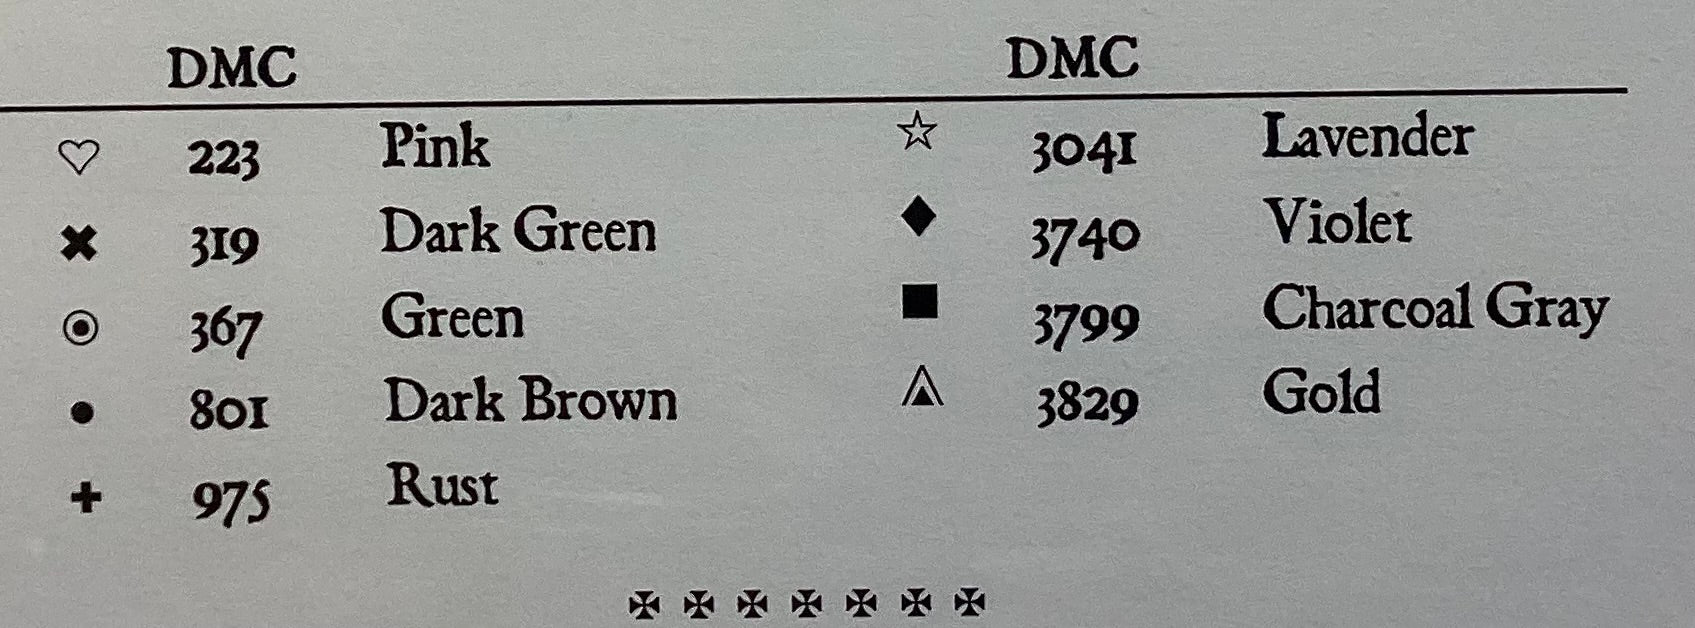 DMC DMC
♡ 223 Pink ☆ 3041 Lavender
✖ 319 Dark Green ◆ 3740 Violet
⦿ 367 Green ■ 3799 Charcoal Gray
● 801 Dark Brown ⟁ 3829 Gold
✚ 975 Rust
✠ ✠ ✠ ✠ ✠ ✠ ✠